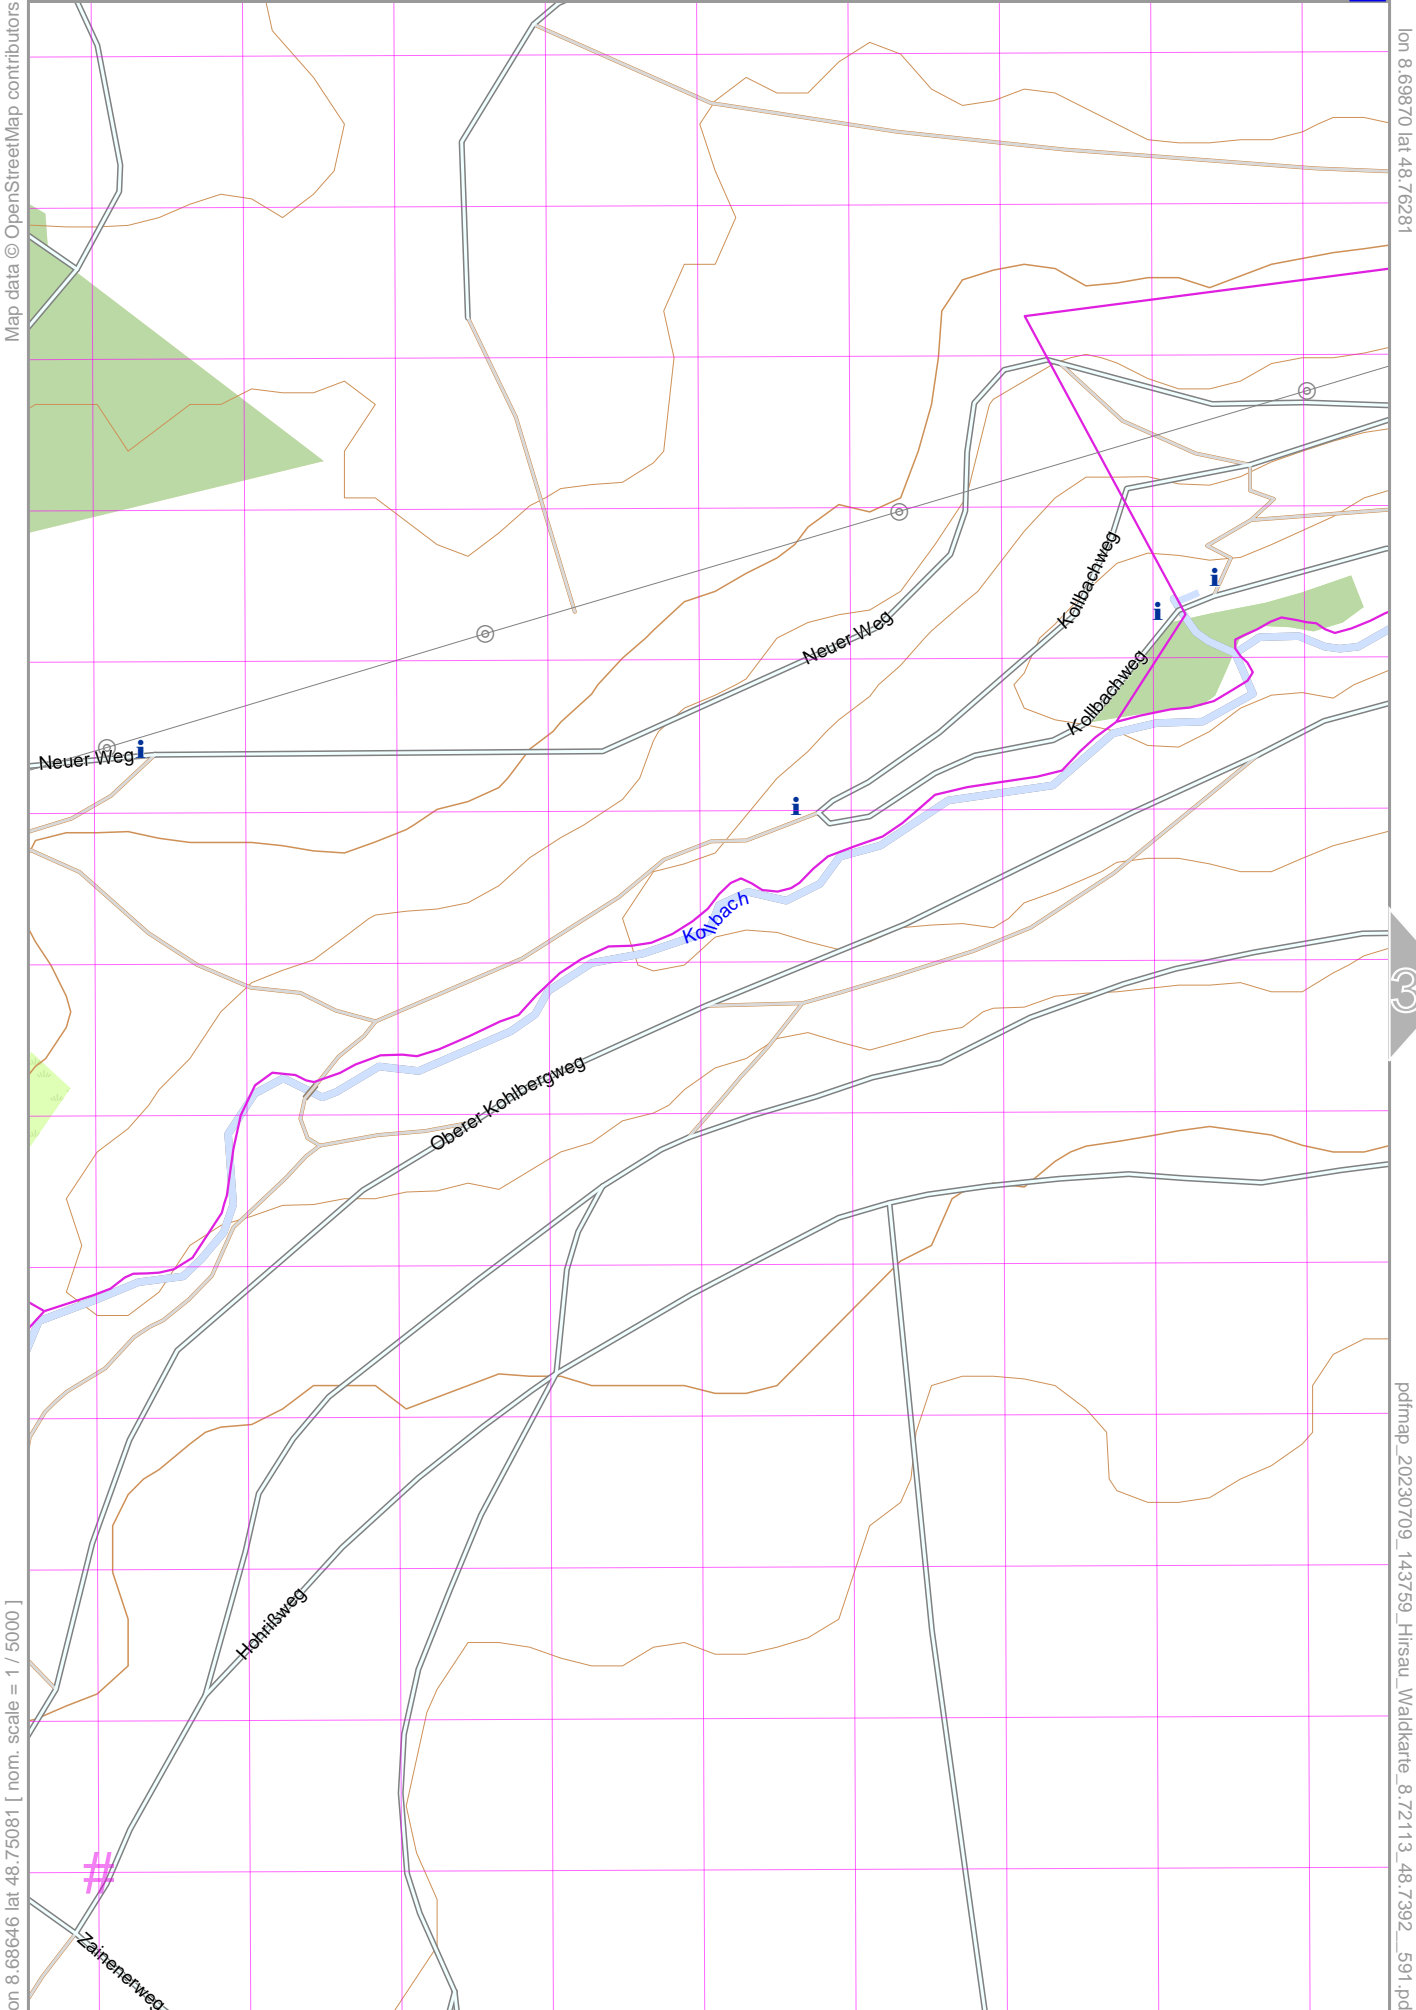 Map data © OpenStreetMap contributors
lon 8.69870 lat 48.76281
Kollbachweg
i
i
Neuer Weg
Kollbachweg
Neuer Weg
i
i
Kollbach
3
Oberer Kohlbergweg
Hohrißweg
#
Zainenerweg
on 8.68646 lat 48.75081 [ nom. scale = 1 / 5000 ]
pdfmap_20230709_143759_Hirsau_Waldkarte_8.72113_48.7392__591.pd